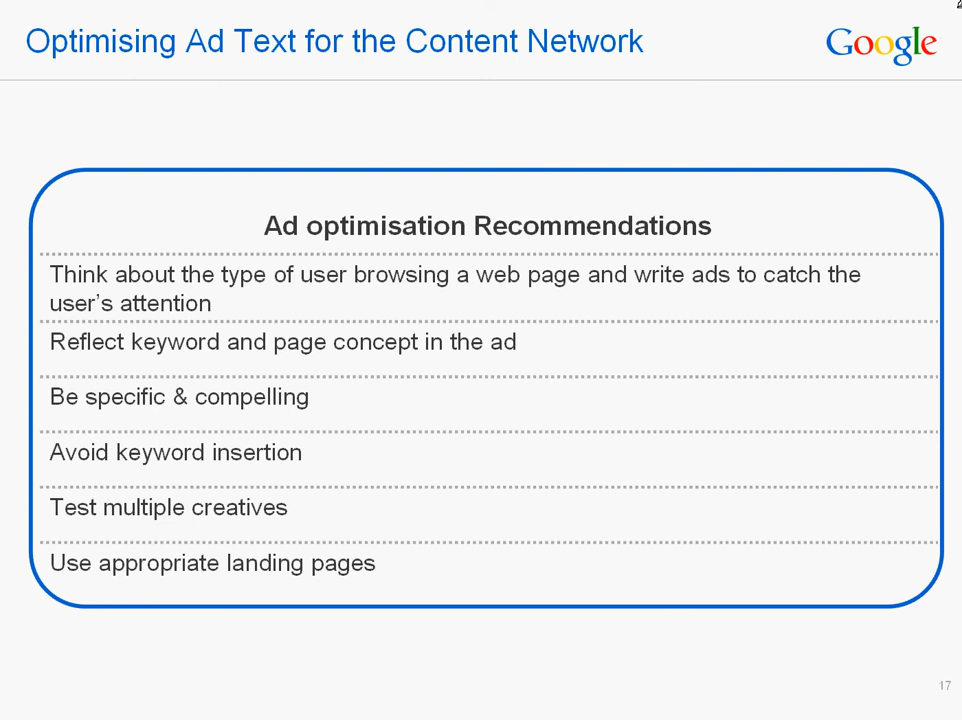 Optimising Ad Text for the Content Network
Google
Ad optimisation Recommendations
Think about the type of user browsing a web page and write ads to catch the
user's attention
Reflect keyword and page concept in the ad
Be specific & compelling
Avoid keyword insertion
Test multiple creatives
Use appropriate landing pages
17